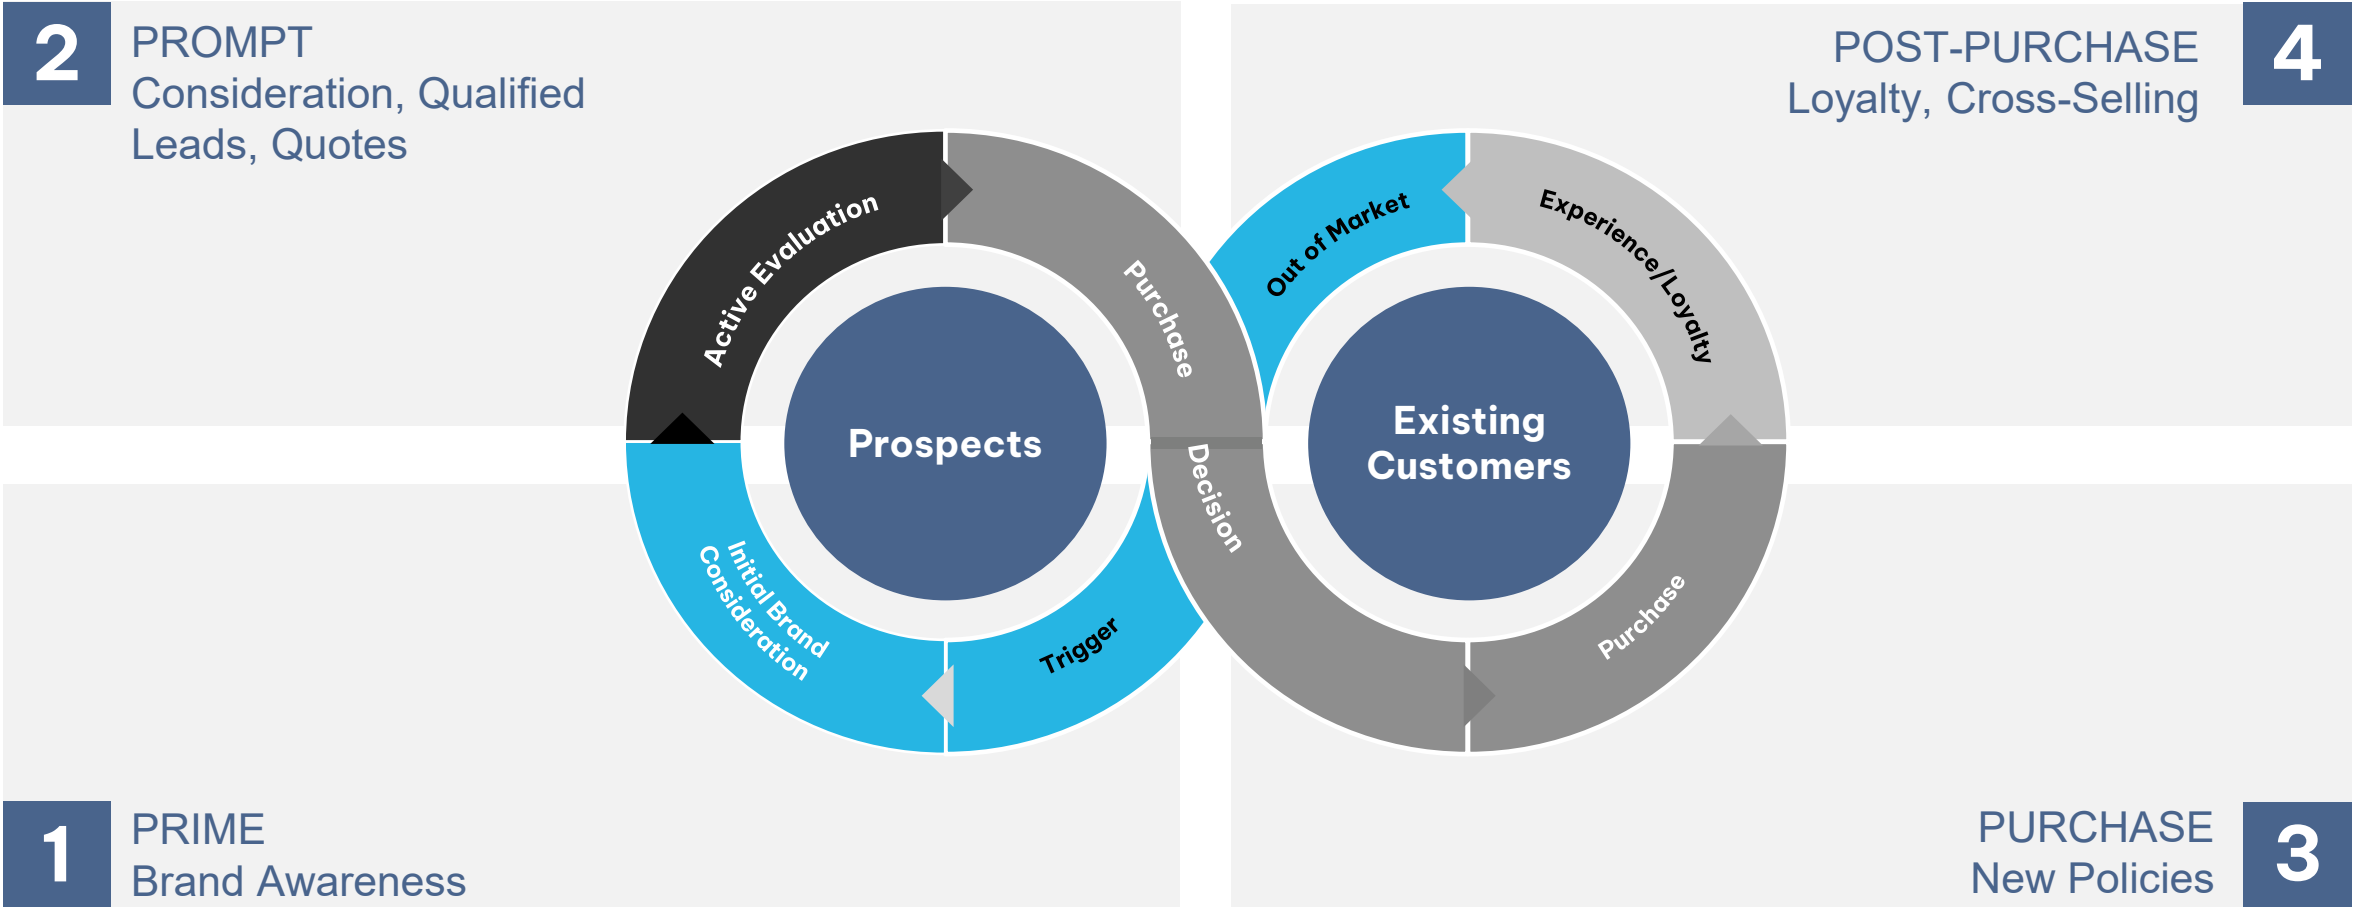 2
PROMPT
Consideration, Qualified
Leads, Quotes
4
POST-PURCHASE
Loyalty, Cross-Selling
Active Evaluation
Purchase
Decision
Out of Market
Experience/Loyalty
Prospects
Existing
Customers
Initial Brand
Consideration
Trigger
Purchase
1
PRIME
Brand Awareness
3
PURCHASE
New Policies